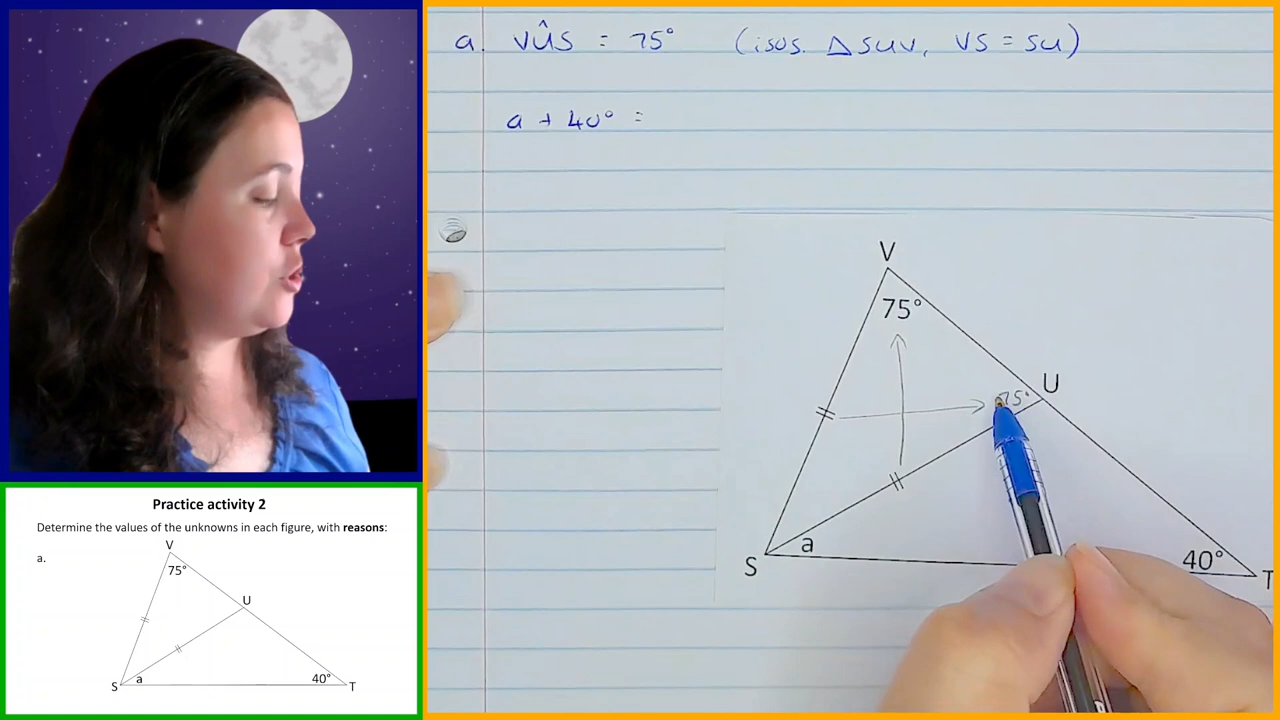 a. VÛS = 75° (isos. △SUV, VS = SU)
a + 40° =
V
75°
U
75°
S
a
40°
T
Practice activity 2
Determine the values of the unknowns in each figure, with reasons:
a.
V
75°
U
S
a
40°
T